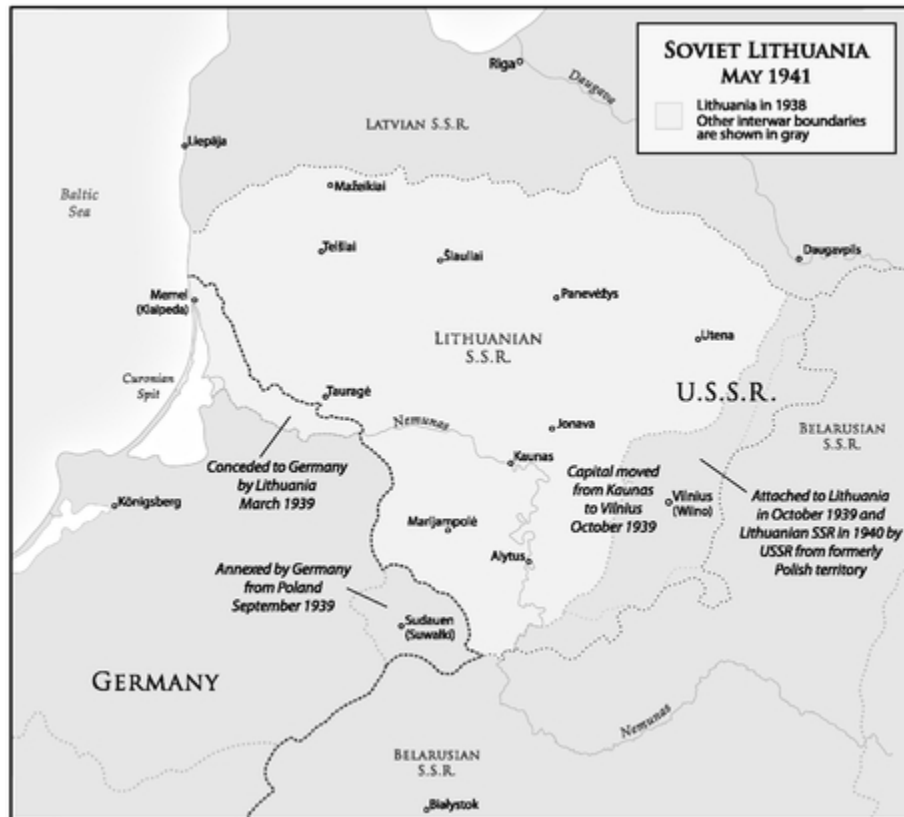 SOVIET LITHUANIA
MAY 1941
Lithuania in 1938
Other interwar boundaries
are shown in gray
Riga
Daugava
LATVIAN S.S.R.
Liepāja
Baltic
Sea
Mažeikiai
Telšiai
Šiauliai
Daugavpils
Memel
(Klaipeda)
Panevėžys
LITHUANIAN
S.S.R.
Utena
Curonian
Spit
Tauragė
U.S.S.R.
Nemunas
Jonava
BELARUSIAN
S.S.R.
Kaunas
Conceded to Germany
by Lithuania
March 1939
Capital moved
from Kaunas
to Vilnius
October 1939
Königsberg
Vilnius
(Wilno)
Attached to Lithuania
in October 1939 and
Lithuanian SSR in 1940 by
USSR from formerly
Polish territory
Marijampolė
Alytus
Annexed by Germany
from Poland
September 1939
Sudauen
(Suwałki)
GERMANY
Nemunas
BELARUSIAN
S.S.R.
Białystok